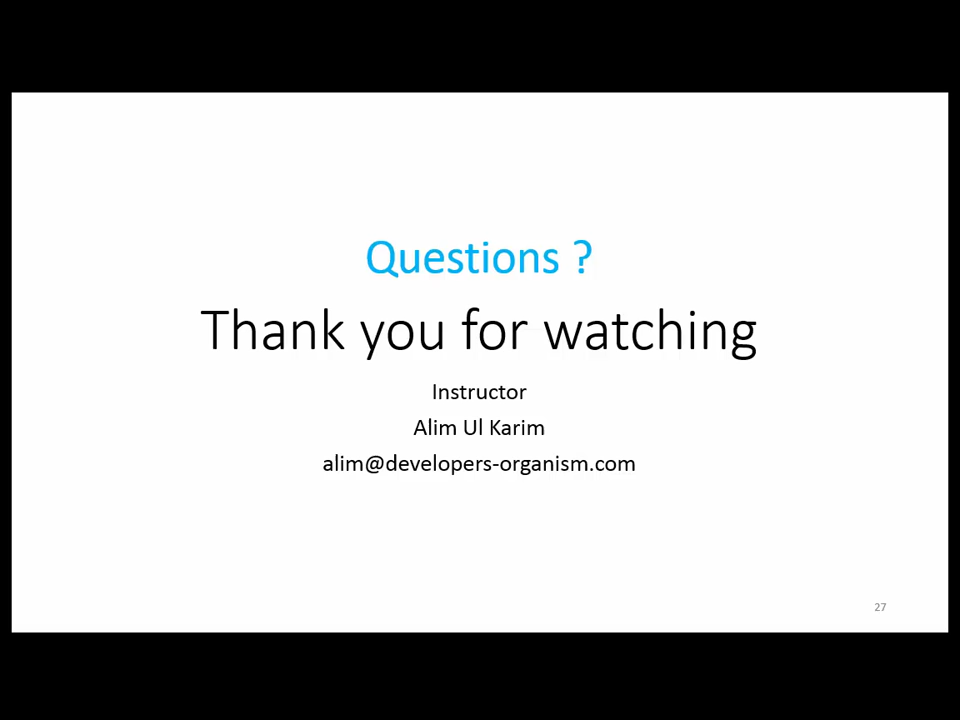 Questions ?
Thank you for watching
Instructor
Alim Ul Karim
alim@developers-organism.com
27